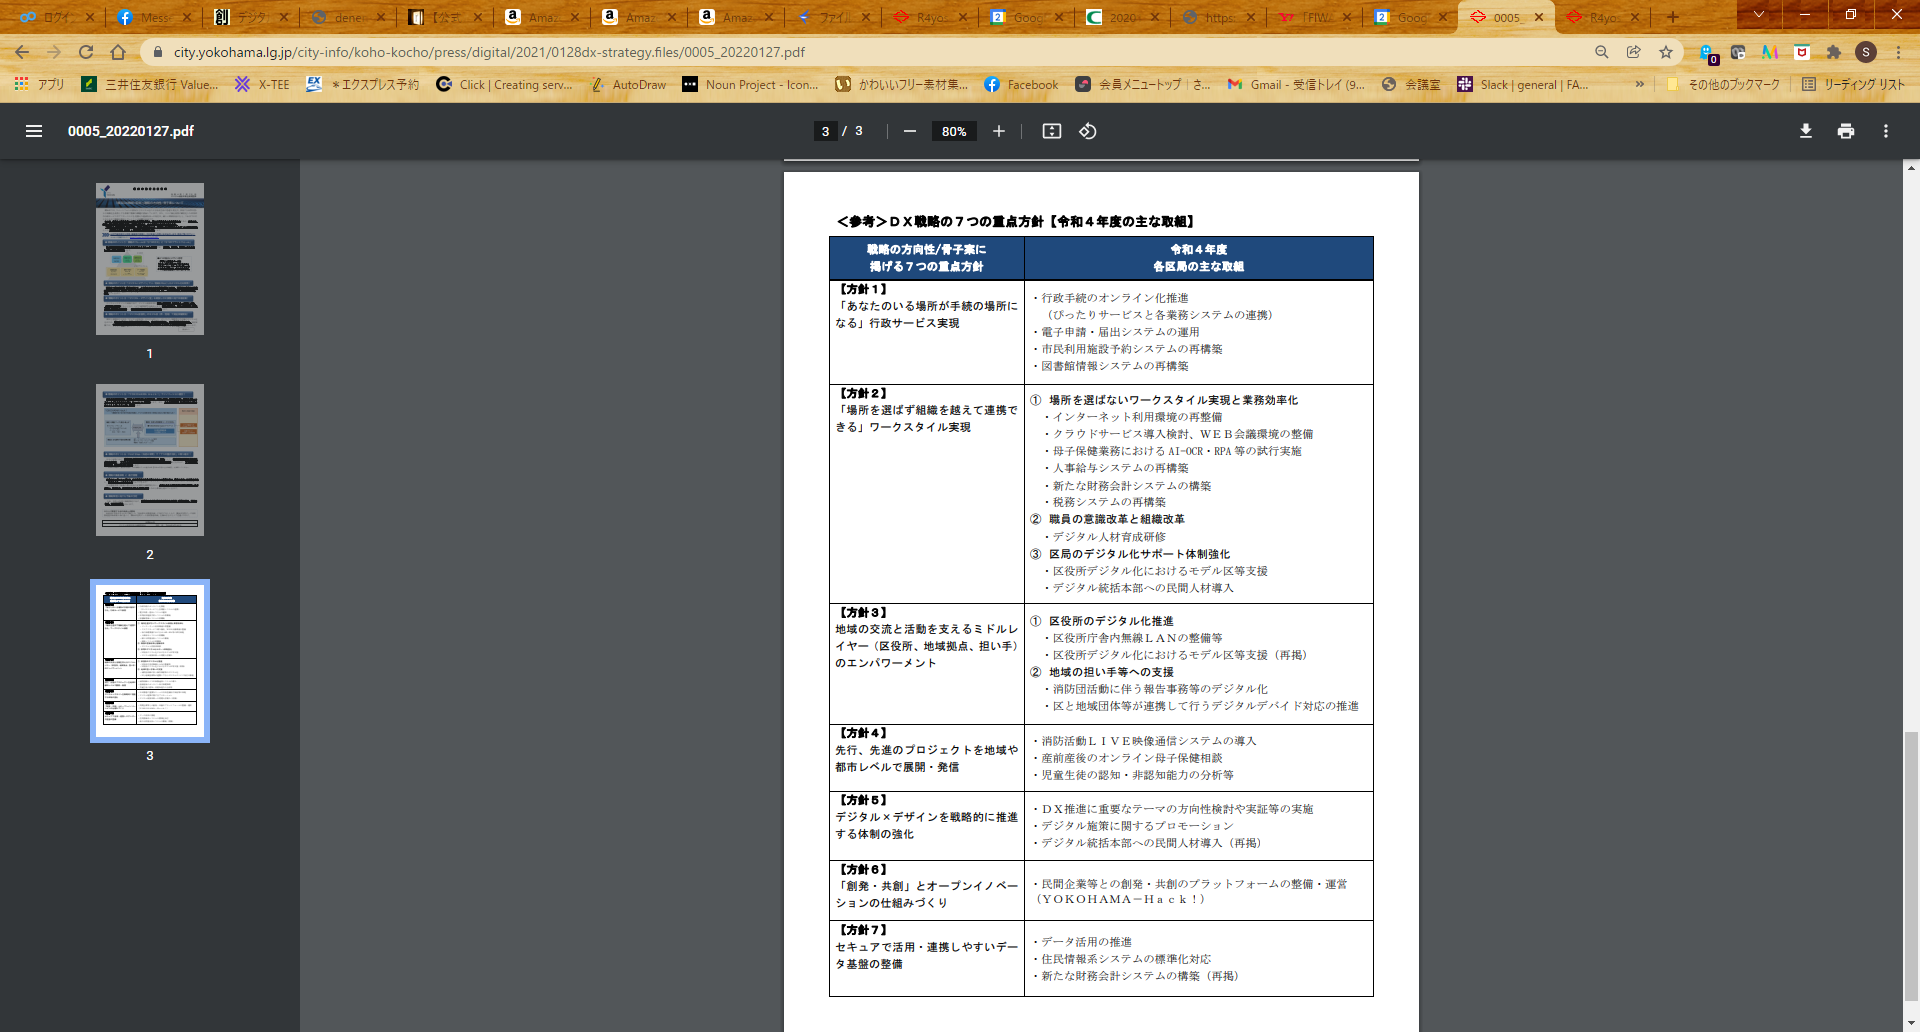 ログイン
Mess
デジタ
dene
【公式
Amaz
Amaz
Amaz
ファイル
R4yos
Goog
2020
https:
「FIWA
Goog
0005_
R4yos
city.yokohama.lg.jp/city-info/koho-kocho/press/digital/2021/0128dx-strategy.files/0005_20220127.pdf
アプリ
三井住友銀行 Value...
X-TEE
＊エクスプレス予約
Click | Creating serv...
AutoDraw
Noun Project - Icon...
かわいいフリー素材集...
Facebook
会員メニュートップ | さ...
Gmail - 受信トレイ (9...
会議室
Slack | general | FA...
»
その他のブックマーク
リーディング リスト
0005_20220127.pdf
3 / 3
80%
1
2
3
＜参考＞ＤＸ戦略の７つの重点方針【令和４年度の主な取組】
戦略の方向性/骨子案に
掲げる７つの重点方針
令和４年度
各区局の主な取組
【方針１】
「あなたのいる場所が手続の場所に
なる」行政サービス実現
・行政手続のオンライン化推進
（ぴったりサービスと各業務システムの連携）
・電子申請・届出システムの運用
・市民利用施設予約システムの再構築
・図書館情報システムの再構築
【方針２】
「場所を選ばず組織を越えて連携で
きる」ワークスタイル実現
① 場所を選ばないワークスタイル実現と業務効率化
・インターネット利用環境の再整備
・クラウドサービス導入検討、ＷＥＢ会議環境の整備
・母子保健業務における AI-OCR・RPA 等の試行実施
・人事給与システムの再構築
・新たな財務会計システムの構築
・税務システムの再構築
② 職員の意識改革と組織改革
・デジタル人材育成研修
③ 区局のデジタル化サポート体制強化
・区役所デジタル化におけるモデル区等支援
・デジタル統括本部への民間人材導入
【方針３】
地域の交流と活動を支えるミドルレ
イヤー（区役所、地域拠点、担い手）
のエンパワーメント
① 区役所のデジタル化推進
・区役所庁舎内無線ＬＡＮの整備等
・区役所デジタル化におけるモデル区等支援（再掲）
② 地域の担い手等への支援
・消防団活動に伴う報告事務等のデジタル化
・区と地域団体等が連携して行うデジタルデバイド対応の推進
【方針４】
先行、先進のプロジェクトを地域や
都市レベルで展開・発信
・消防活動ＬＩＶＥ映像通信システムの導入
・産前産後のオンライン母子保健相談
・児童生徒の認知・非認知能力の分析等
【方針５】
デジタル×デザインを戦略的に推進
する体制の強化
・ＤＸ推進に重要なテーマの方向性検討や実証等の実施
・デジタル施策に関するプロモーション
・デジタル統括本部への民間人材導入（再掲）
【方針６】
「創発・共創」とオープンイノベー
ションの仕組みづくり
・民間企業等との創発・共創のプラットフォームの整備・運営
（ＹＯＫＯＨＡＭＡ－Ｈａｃｋ！）
【方針７】
セキュアで活用・連携しやすいデー
タ基盤の整備
・データ活用の推進
・住民情報系システムの標準化対応
・新たな財務会計システムの構築（再掲）